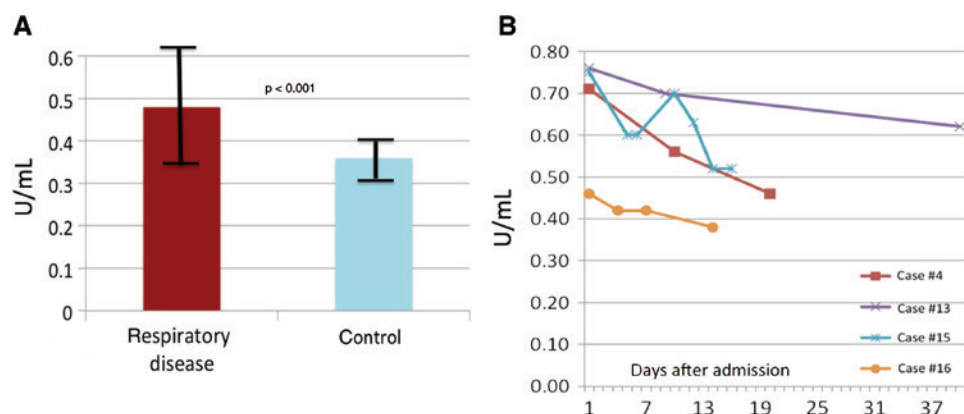 A
U/mL
0.6
0.5
0.4
0.3
0.2
0.1
0
p < 0.001
Respiratory
disease
Control
B
U/mL
0.80
0.70
0.60
0.50
0.40
0.30
0.20
0.10
0.00
Case #4
Case #13
Case #15
Case #16
Days after admission
1 7 13 19 25 31 37